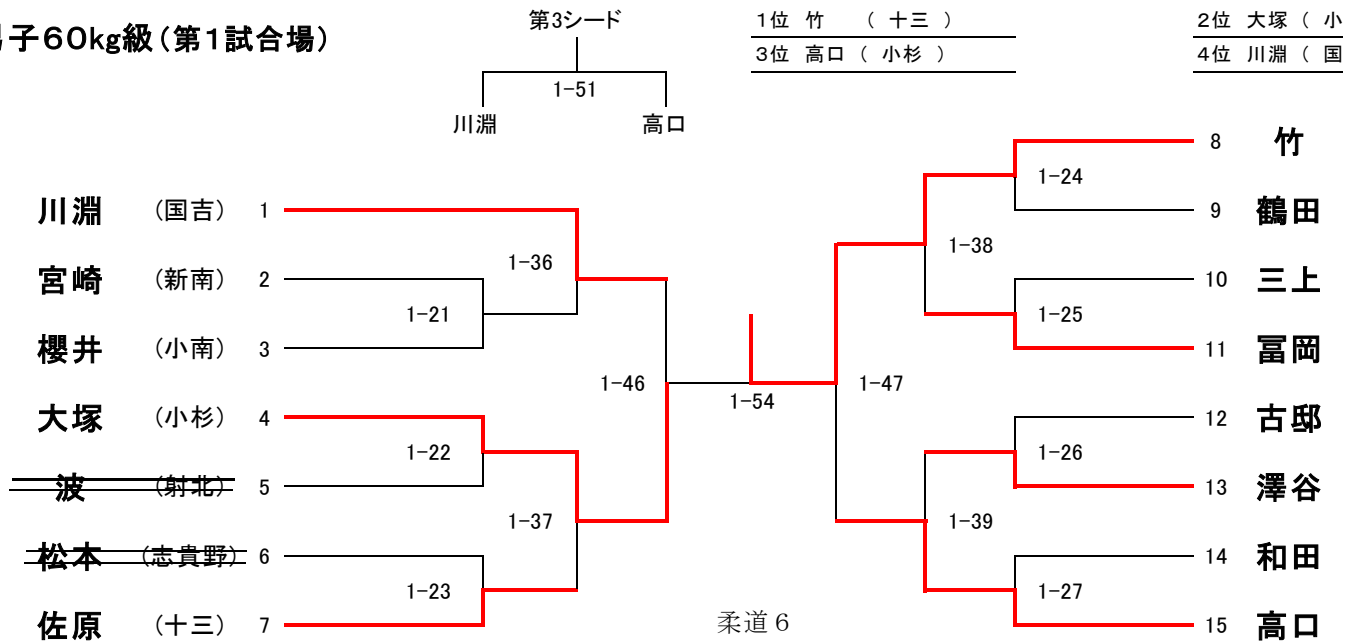 子60kg級(第1試合場)
第3シード
1-51
川淵 高口
1位 竹 ( 十三 )
2位 大塚 ( 小
3位 高口 ( 小杉 )
4位 川淵 ( 国
川淵 (国吉) 1
宮崎 (新南) 2
櫻井 (小南) 3
大塚 (小杉) 4
波 (射北) 5
松本 (志貴野) 6
佐原 (十三) 7
1-36
1-21
1-46
1-22
1-37
1-23
1-54
1-24
1-38
1-25
1-47
1-26
1-39
1-27
8 竹
9 鶴田
10 三上
11 冨岡
12 古邸
13 澤谷
14 和田
15 高口
柔道6